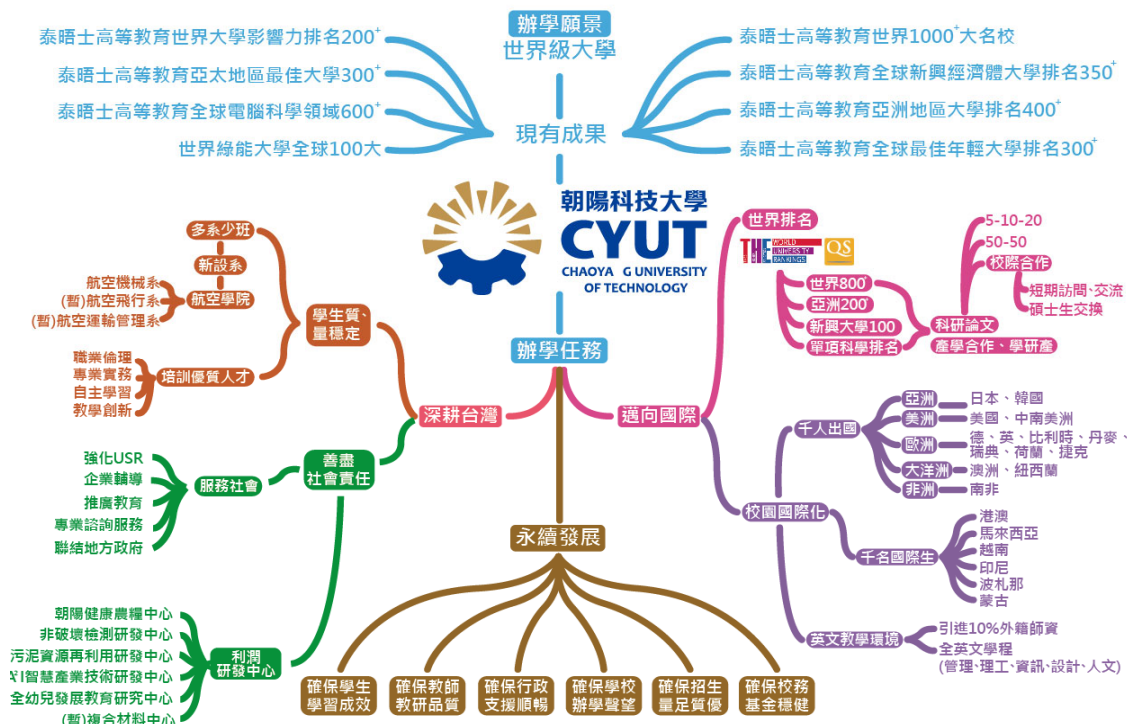 辦學願景
世界級大學
泰晤士高等教育世界大學影響力排名200+
泰晤士高等教育亞太地區最佳大學300+
泰晤士高等教育全球電腦科學領域600+
世界綠能大學全球100大
現有成果
泰晤士高等教育世界1000+大名校
泰晤士高等教育全球新興經濟體大學排名350+
泰晤士高等教育亞洲地區大學排名400+
泰晤士高等教育全球最佳年輕大學排名300+
朝陽科技大學
CYUT
CHAOYA G UNIVERSITY
OF TECHNOLOGY
辦學任務
深耕台灣
邁向國際
學生質、
量穩定
多系少班
新設系
航空學院
航空機械系
(暫)航空飛行系
(暫)航空運輸管理系
培訓優質人才
職業倫理
專業實務
自主學習
教學創新
善盡
社會責任
服務社會
強化USR
企業輔導
推廣教育
專業諮詢服務
聯結地方政府
利潤
研發中心
朝陽健康農糧中心
非破壞檢測研發中心
污泥資源再利用研發中心
AI智慧產業技術研發中心
全幼兒發展教育研究中心
(暫)複合材料中心
永續發展
確保學生
學習成效
確保教師
教研品質
確保行政
支援順暢
確保學校
辦學聲望
確保招生
量足質優
確保校務
基金穩健
世界排名
THE
WORLD
UNIVERSITY
RANKINGS
QS
世界800+
亞洲200+
新興大學100
單項科學排名
科研論文
產學合作、學研產
5-10-20
50-50
校際合作
短期訪問、交流
碩士生交換
校園國際化
千人出國
亞洲
日本、韓國
美洲
美國、中南美洲
歐洲
德、英、比利時、丹麥、
瑞典、荷蘭、捷克
大洋洲
澳洲、紐西蘭
非洲
南非
千名國際生
港澳
馬來西亞
越南
印尼
波札那
蒙古
英文教學環境
引進10%外籍師資
全英文學程
(管理、理工、資訊、設計、人文)